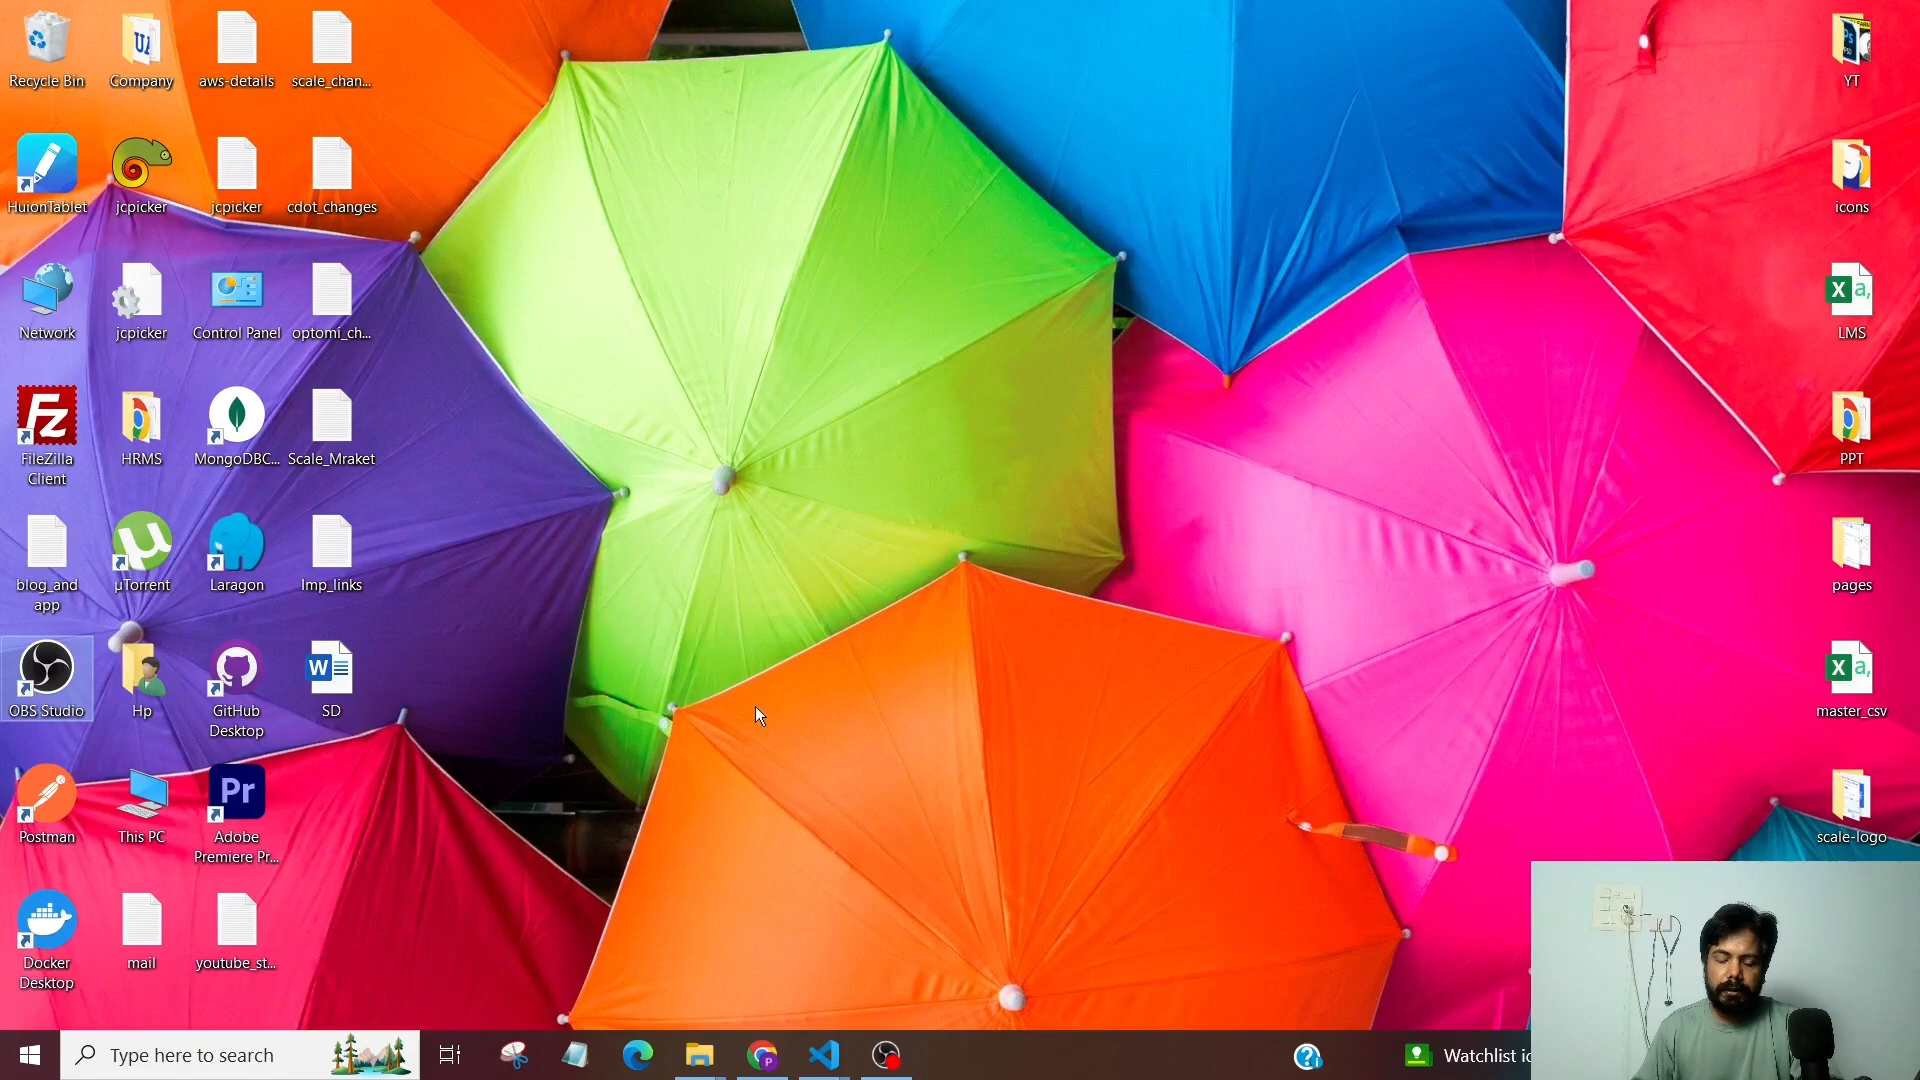 Recycle Bin
Company
aws-details
scale_chan...
YT
HuionTablet
jcpicker
jcpicker
cdot_changes
icons
Network
jcpicker
Control Panel
optomi_ch...
LMS
FileZilla
Client
HRMS
MongoDBC...
Scale_Mraket
PPT
blog_and
app
µTorrent
Laragon
Imp_links
pages
OBS Studio
Hp
GitHub
Desktop
SD
master_csv
Postman
This PC
Adobe
Premiere Pr...
scale-logo
Docker
Desktop
mail
youtube_st...
Type here to search
Watchlist id